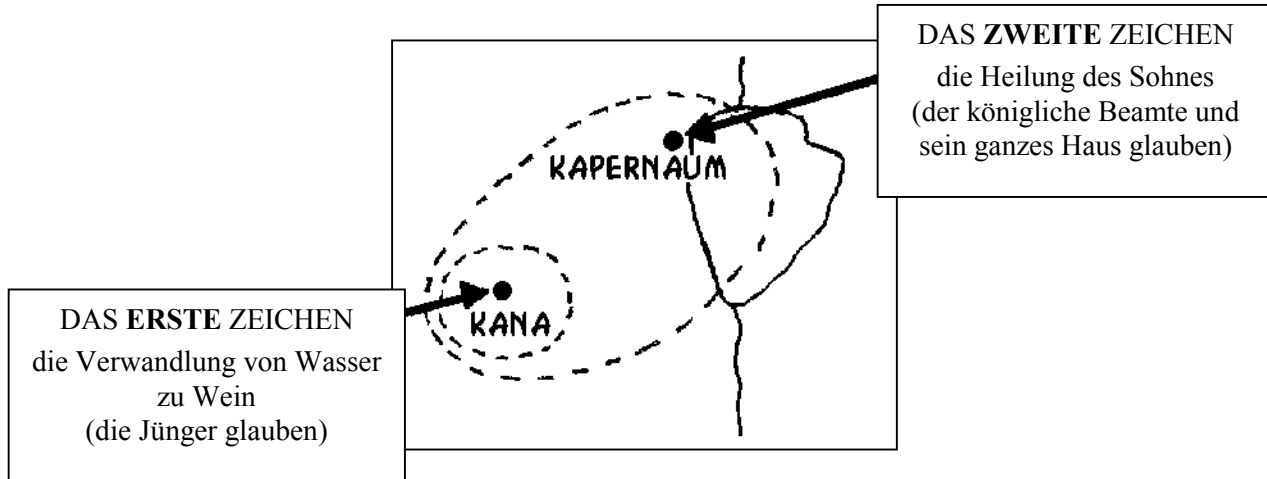 DAS ZWEITE ZEICHEN
die Heilung des Sohnes
(der königliche Beamte und
sein ganzes Haus glauben)
KAPERNAUM
KANA
DAS ERSTE ZEICHEN
die Verwandlung von Wasser
zu Wein
(die Jünger glauben)